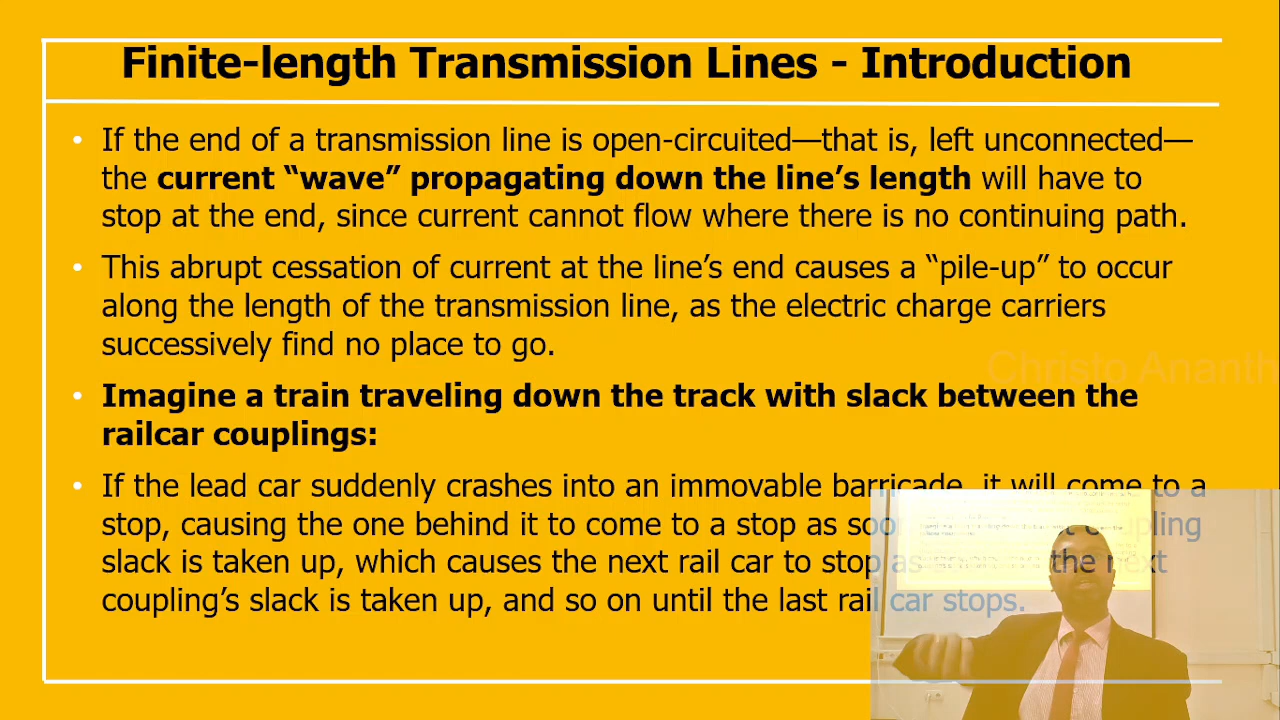 Finite-length Transmission Lines - Introduction
• If the end of a transmission line is open-circuited—that is, left unconnected—
the current “wave” propagating down the line’s length will have to
stop at the end, since current cannot flow where there is no continuing path.
• This abrupt cessation of current at the line’s end causes a “pile-up” to occur
along the length of the transmission line, as the electric charge carriers
successively find no place to go.
Christo Ananth
• Imagine a train traveling down the track with slack between the
railcar couplings:
• If the lead car suddenly crashes into an immovable barricade, it will come to a
stop, causing the one behind it to come to a stop as soon coupling
slack is taken up, which causes the next rail car to stop as soon as the next
coupling’s slack is taken up, and so on until the last rail car stops.